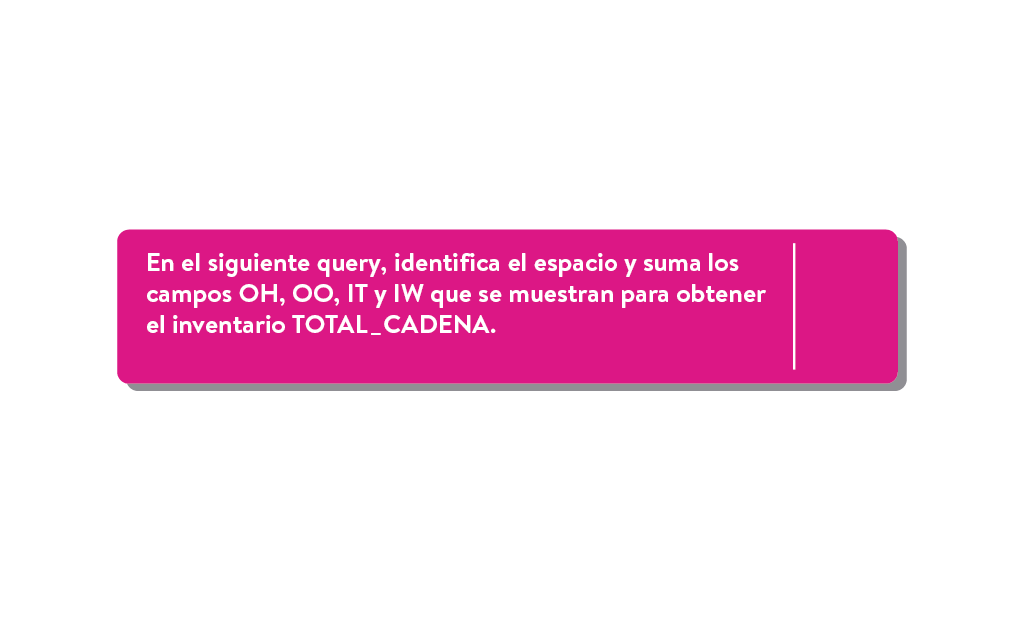 En el siguiente query, identifica el espacio y suma los
campos OH, OO, IT y IW que se muestran para obtener
el inventario TOTAL_CADENA.